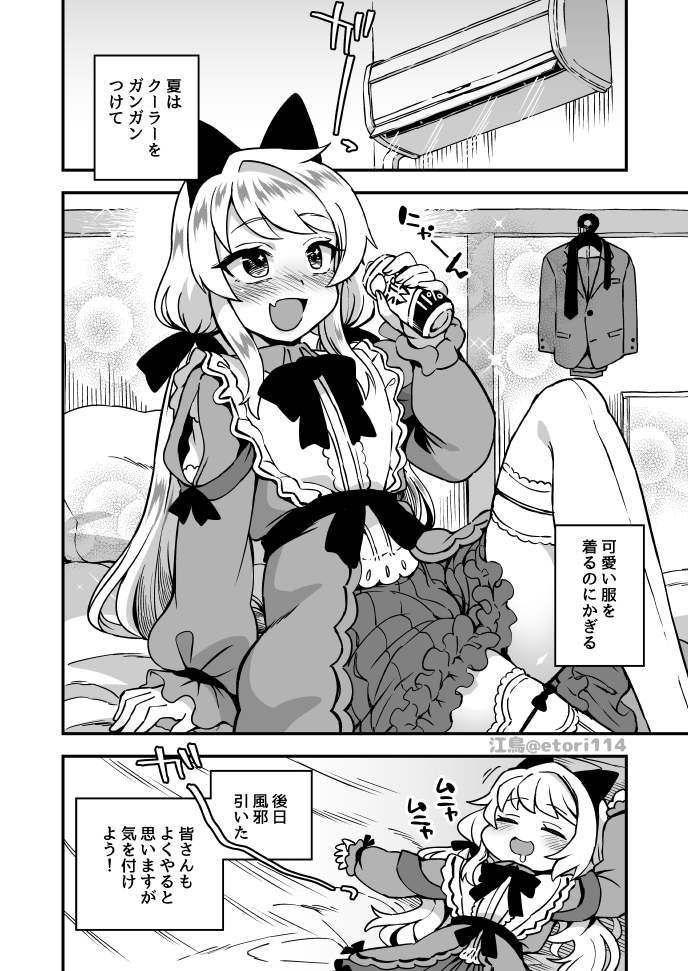 ガッ
夏は
クーラーを
ガンガン
つけて
にゃーん
11%
可愛い服を
着るのにかぎる
江鳥@etori114
ムニャ
ムニャ
後日
風邪
引いた
皆さんも
よくやると
思いますが
気を付け
よう！